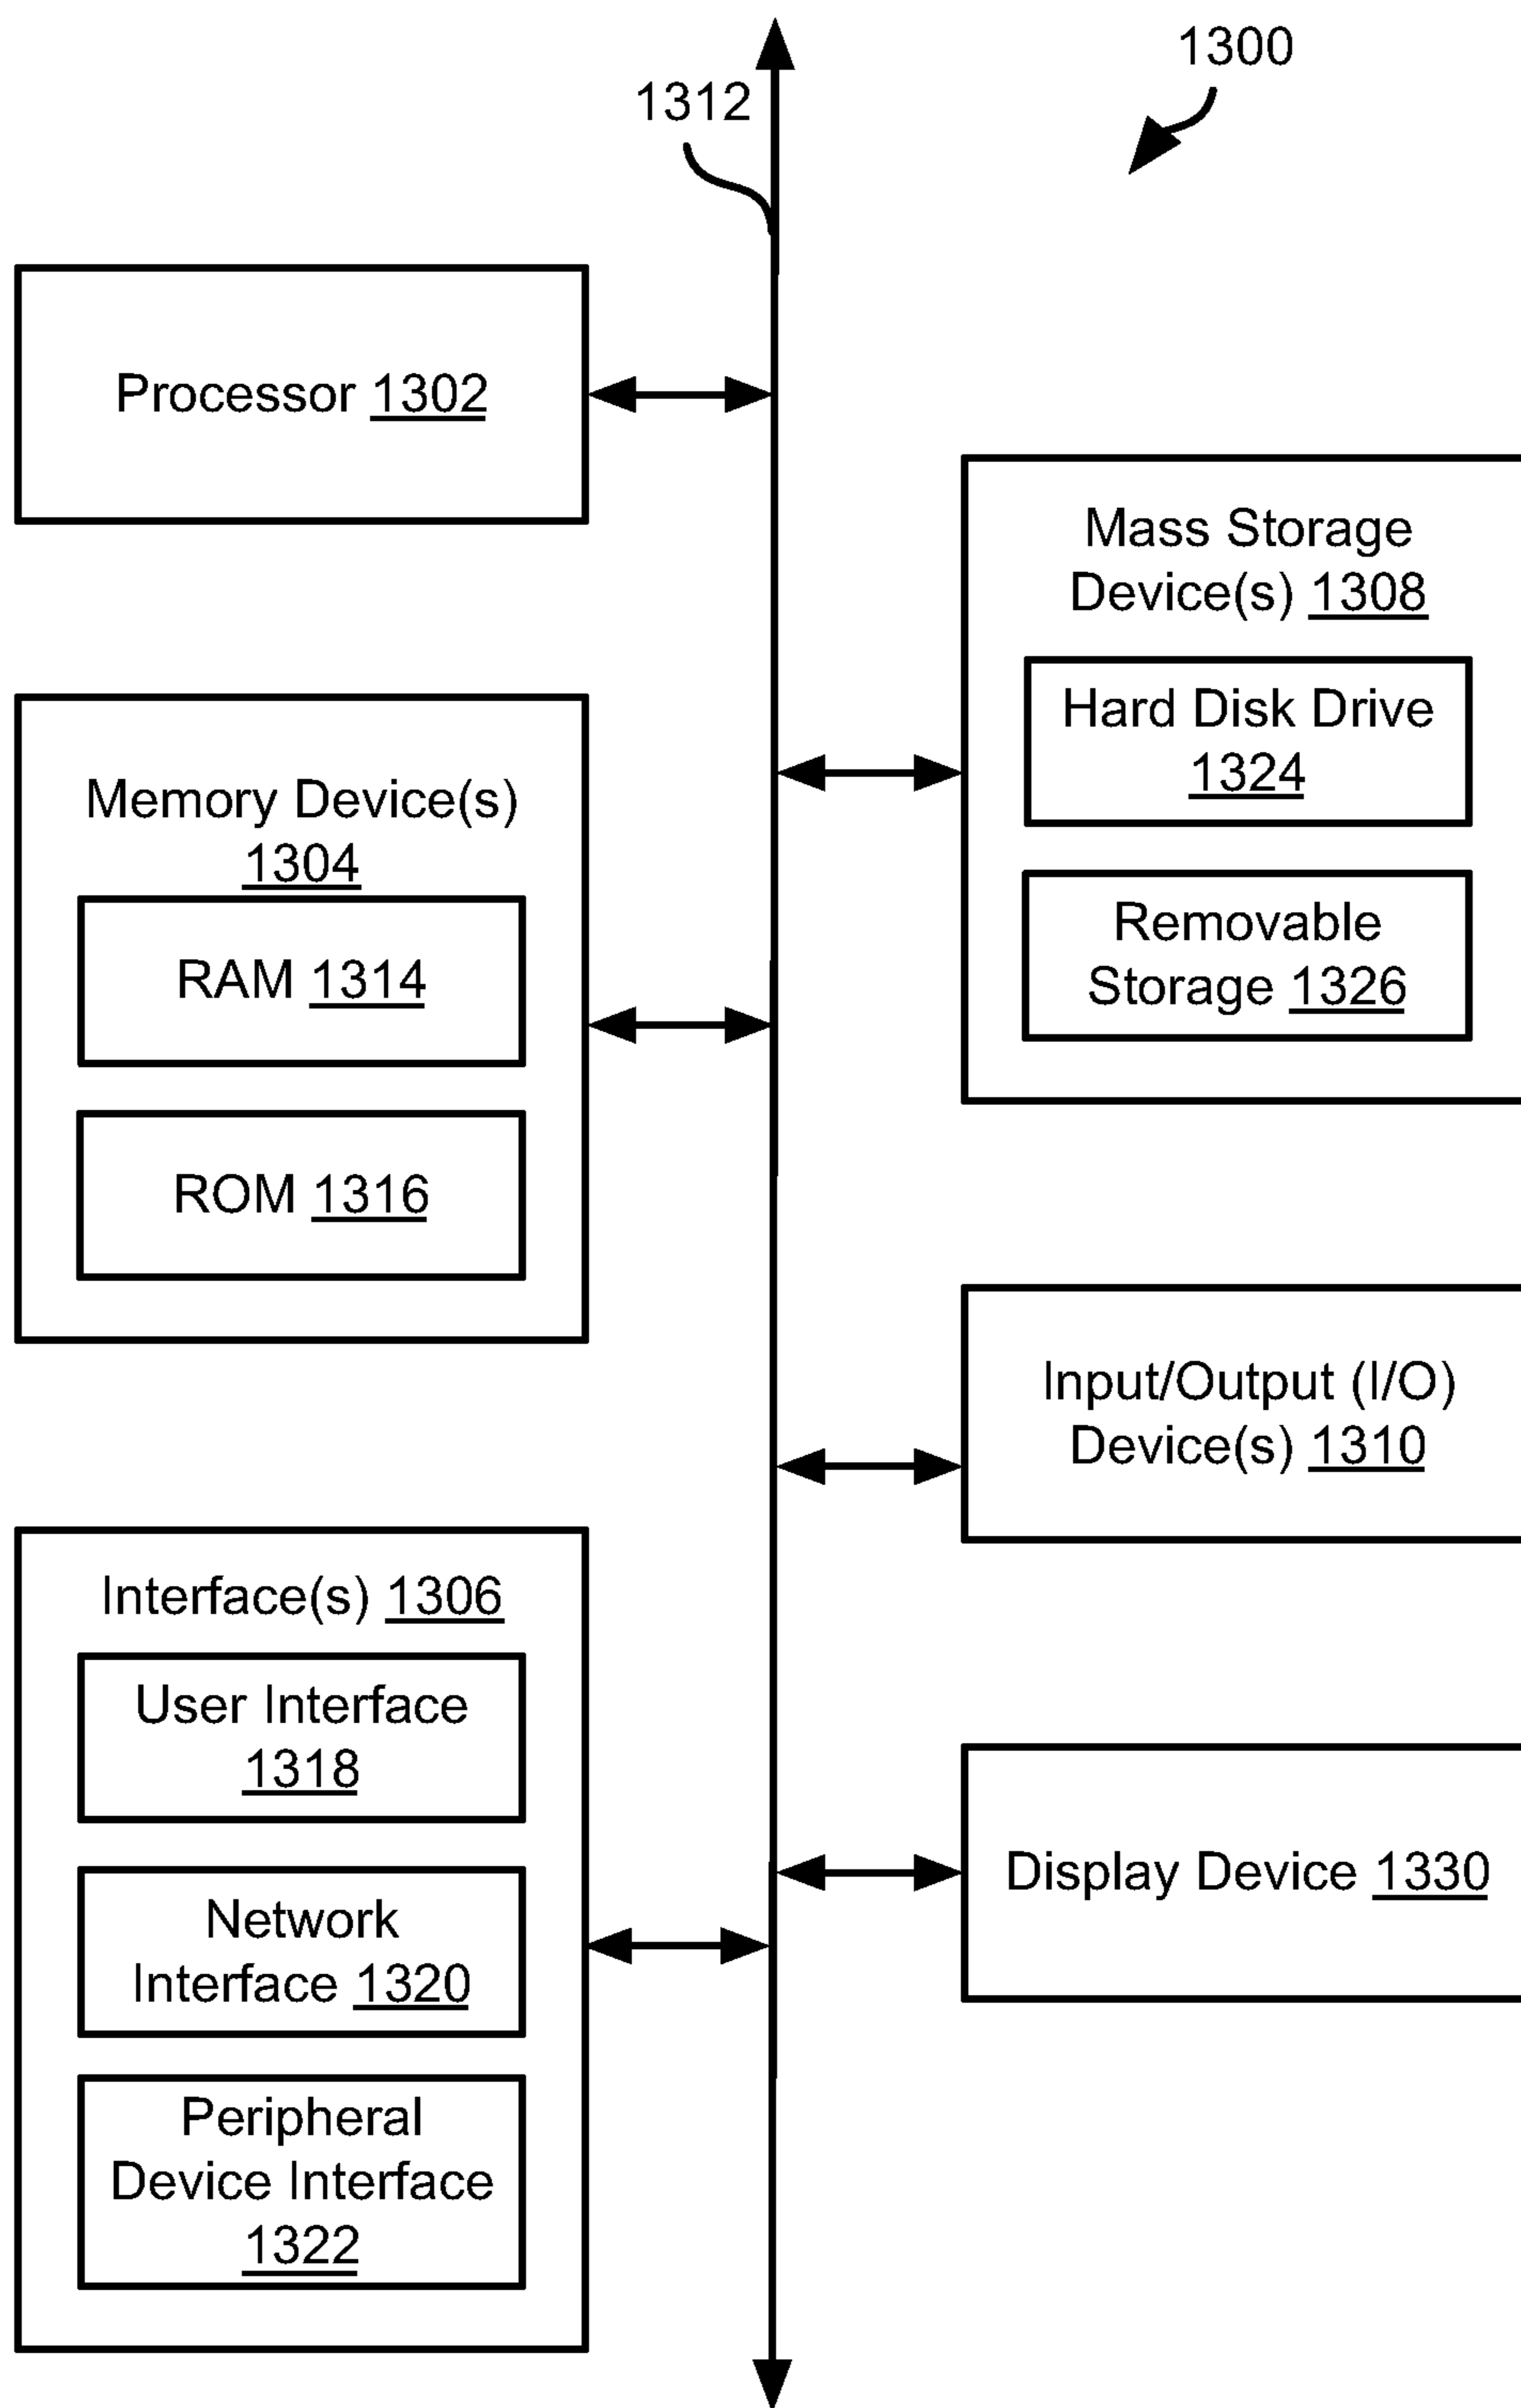 1300
1312
Processor 1302
Mass Storage
Device(s) 1308
Hard Disk Drive
1324
Removable
Storage 1326
Memory Device(s)
1304
RAM 1314
ROM 1316
Input/Output (I/O)
Device(s) 1310
Interface(s) 1306
User Interface
1318
Network
Interface 1320
Peripheral
Device Interface
1322
Display Device 1330